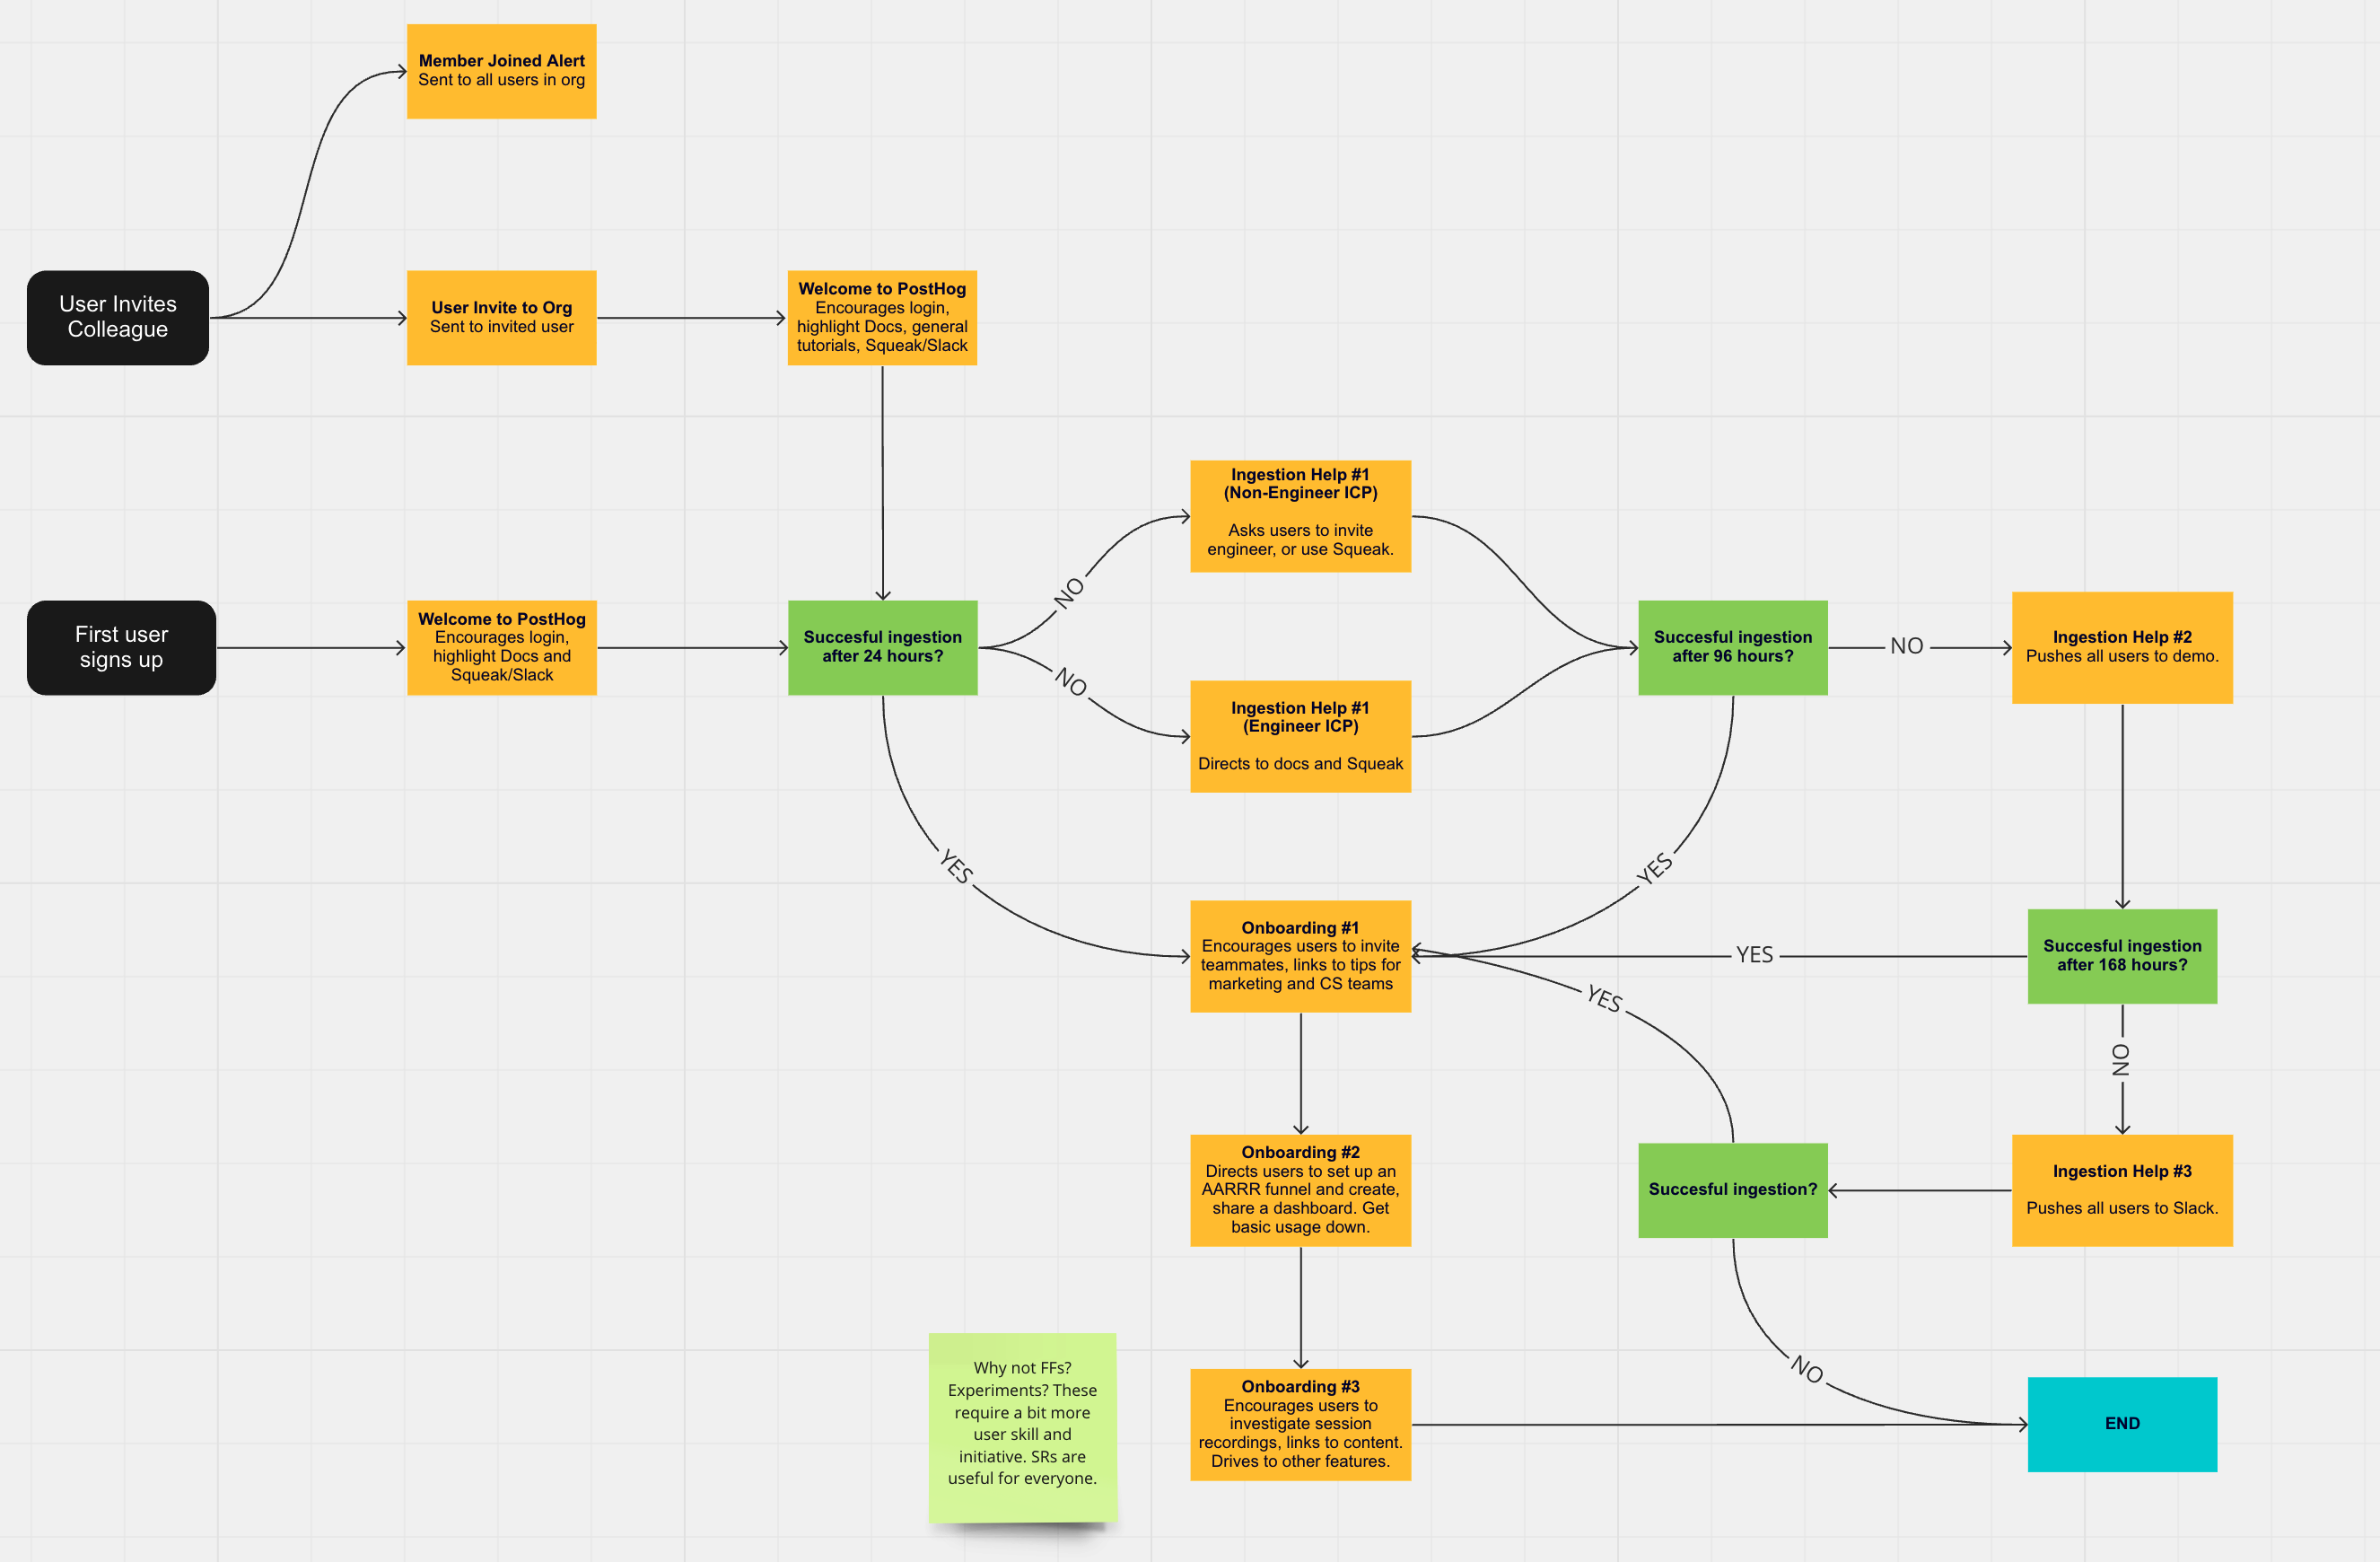 Member Joined Alert
Sent to all users in org
User Invites
Colleague
User Invite to Org
Sent to invited user
Welcome to PostHog
Encourages login,
highlight Docs, general
tutorials, Squeak/Slack
Ingestion Help #1
(Non-Engineer ICP)
Asks users to invite
engineer, or use Squeak.
NO
First user
signs up
Welcome to PostHog
Encourages login,
highlight Docs and
Squeak/Slack
Succesful ingestion
after 24 hours?
NO
Ingestion Help #1
(Engineer ICP)
Directs to docs and Squeak
Succesful ingestion
after 96 hours?
NO
Ingestion Help #2
Pushes all users to demo.
YES
YES
Onboarding #1
Encourages users to invite
teammates, links to tips for
marketing and CS teams
YES
Succesful ingestion
after 168 hours?
YES
NO
Onboarding #2
Directs users to set up an
AARRR funnel and create,
share a dashboard. Get
basic usage down.
Succesful ingestion?
Ingestion Help #3
Pushes all users to Slack.
NO
Why not FFs?
Experiments? These
require a bit more
user skill and
initiative. SRs are
useful for everyone.
Onboarding #3
Encourages users to
investigate session
recordings, links to content.
Drives to other features.
END